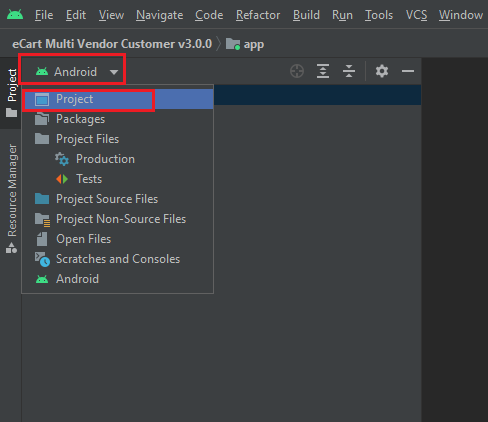 File Edit View Navigate Code Refactor Build Run Tools VCS Window
eCart Multi Vendor Customer v3.0.0 app
Project
Android
Project
Packages
Project Files
Production
Tests
Project Source Files
Project Non-Source Files
Open Files
Scratches and Consoles
Android
Resource Manager